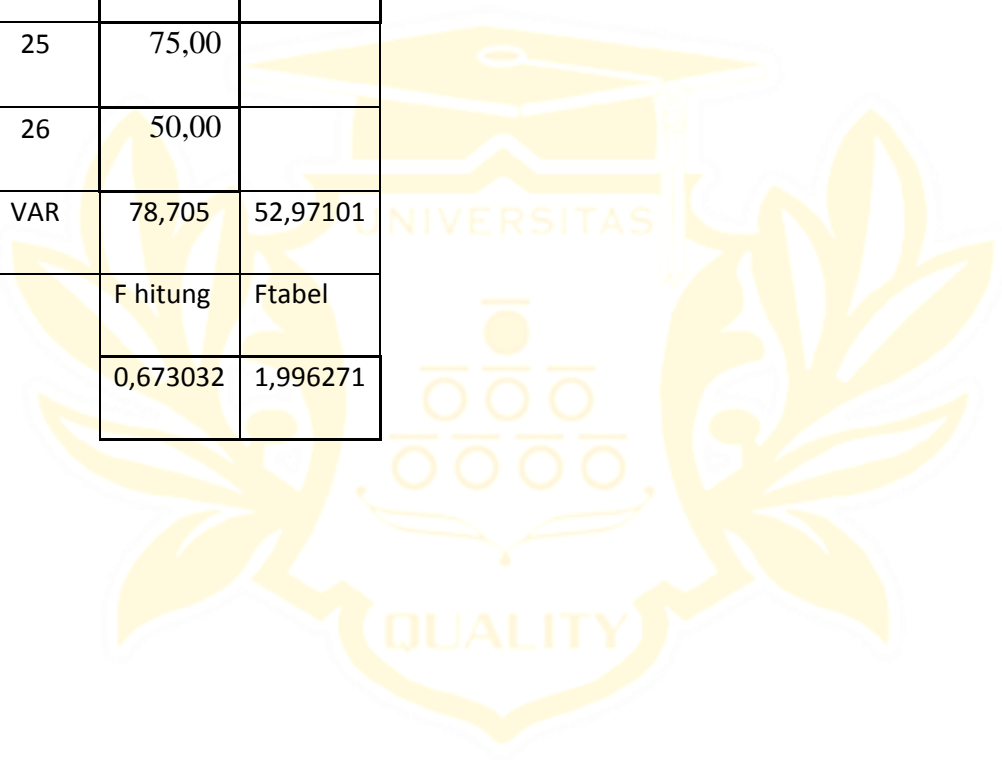 25 75,00
26 50,00
VAR 78,705 52,97101
F hitung Ftabel
0,673032 1,996271
UNIVERSITAS
QUALITY